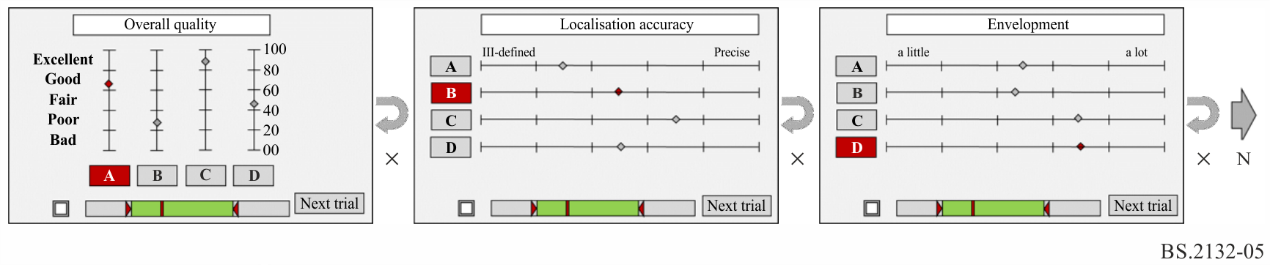 Overall quality
Excellent
Good
Fair
Poor
Bad
100
80
60
40
20
00
A B C D
Next trial
×
Localisation accuracy
III-defined Precise
A
B
C
D
Next trial
×
Envelopment
a little a lot
A
B
C
D
Next trial
×
N
BS.2132-05